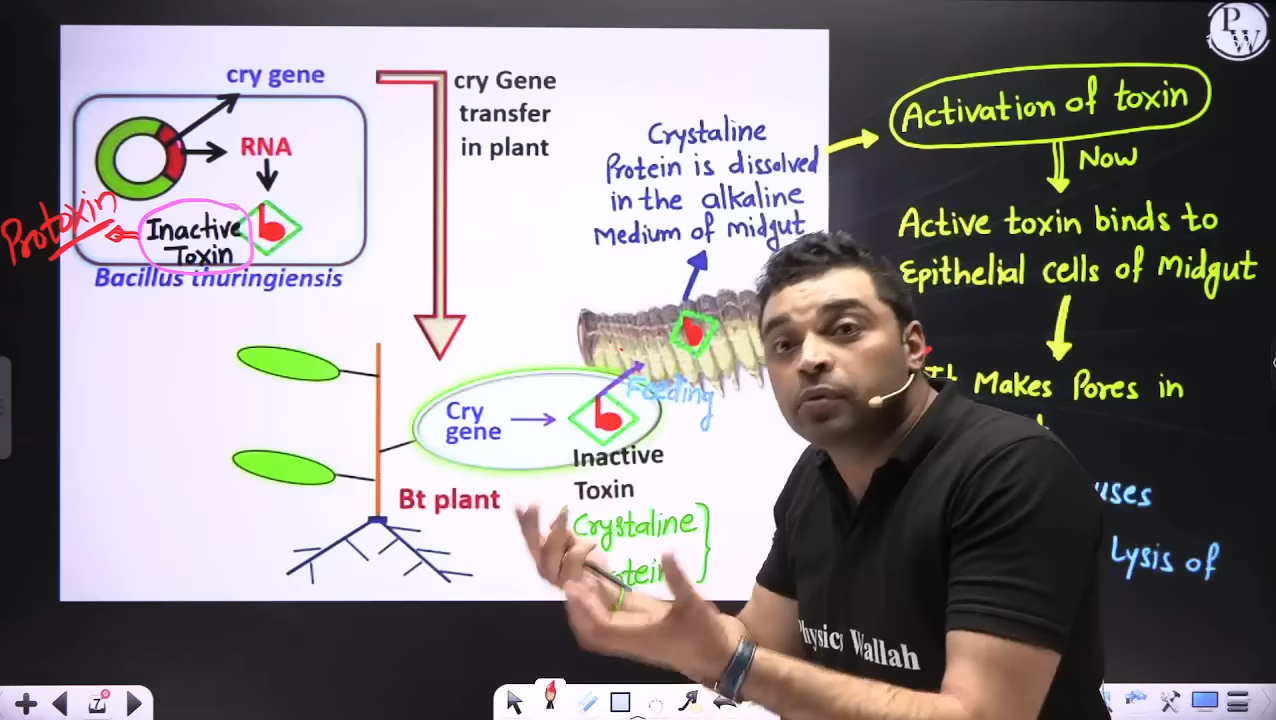 PW
cry gene
RNA
Protoxin
Inactive
Toxin
Bacillus thuringiensis
cry Gene
transfer
in plant
Crystaline
Protein is dissolved
in the alkaline
Medium of midgut
Cry
gene
Feeding
Inactive
Toxin
Crystaline
Bt plant
Activation of toxin
Now
Active toxin binds to
Epithelial cells of Midgut
It Makes Pores in
Lysis of
Physics Wallah